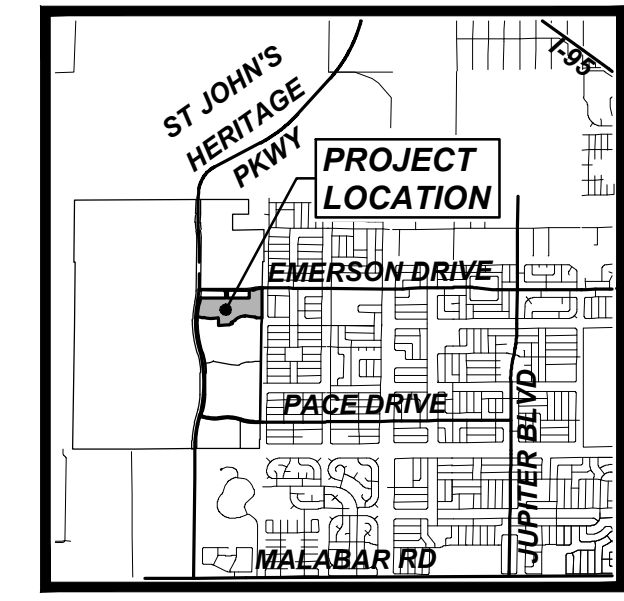 I-95
ST JOHN'S
HERITAGE
PKWY
PROJECT
LOCATION
EMERSON DRIVE
PACE DRIVE
JUPITER BLVD
MALABAR RD